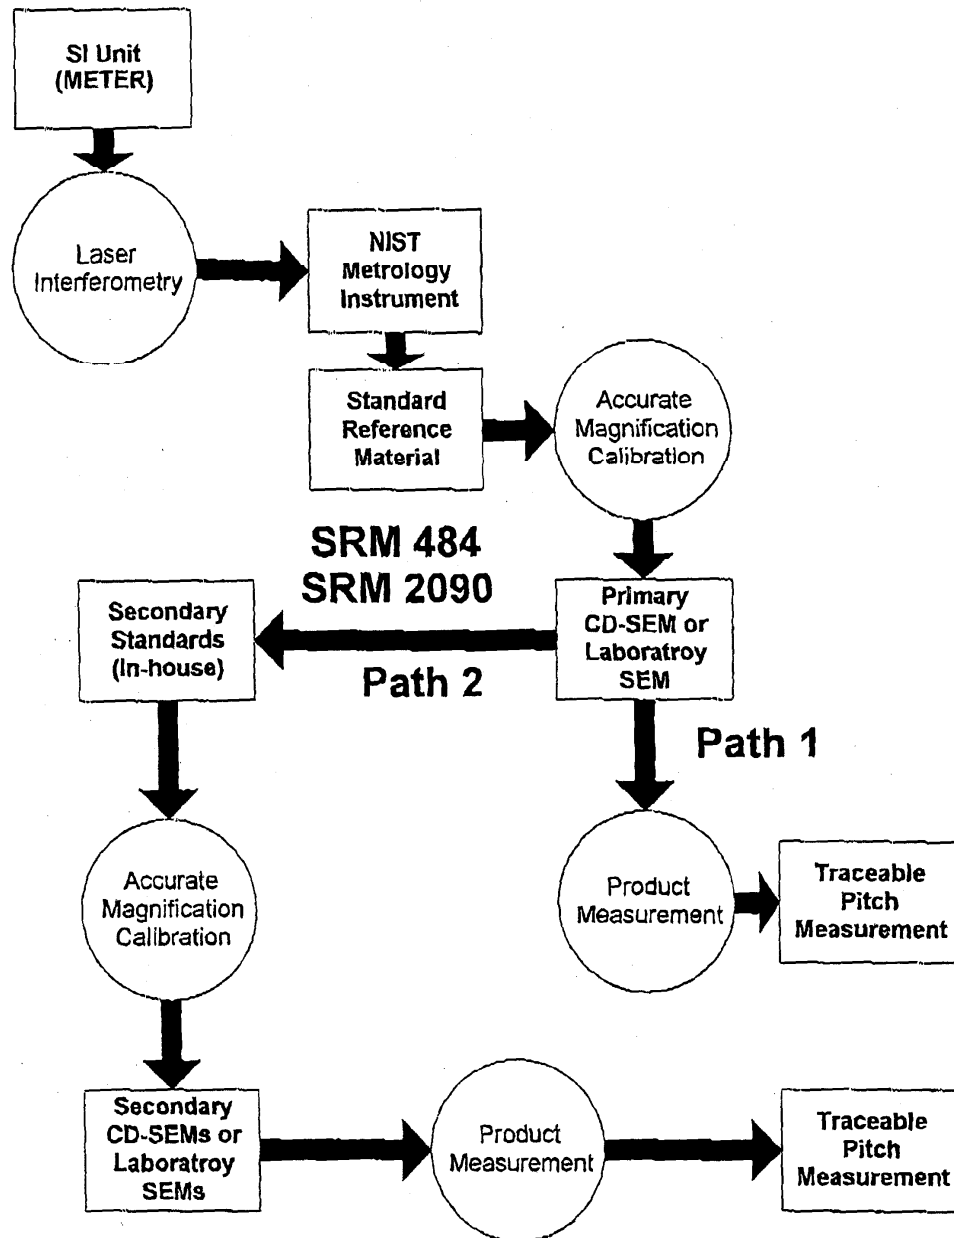 SI Unit
(METER)
Laser
Interferometry
NIST
Metrology
Instrument
Standard
Reference
Material
Accurate
Magnification
Calibration
SRM 484
SRM 2090
Primary
CD-SEM or
Laboratroy
SEM
Secondary
Standards
(In-house)
Path 2
Path 1
Product
Measurement
Traceable
Pitch
Measurement
Accurate
Magnification
Calibration
Secondary
CD-SEMs or
Laboratroy
SEMs
Product
Measurement
Traceable
Pitch
Measurement